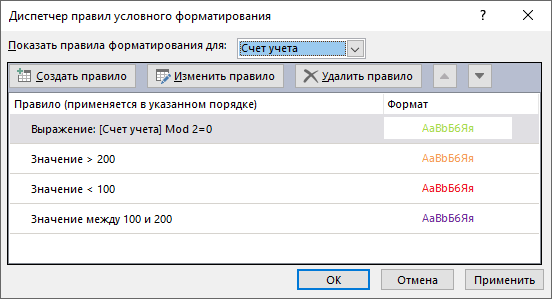 Диспетчер правил условного форматирования ? ×
Показать правила форматирования для: Счет учета
Создать правило Изменить правило Удалить правило
Правило (применяется в указанном порядке) Формат
Выражение: [Счет учета] Mod 2=0 АаВbБбЯя
Значение > 200 АаВbБбЯя
Значение < 100 АаВbБбЯя
Значение между 100 и 200 АаВbБбЯя
ОК Отмена Применить